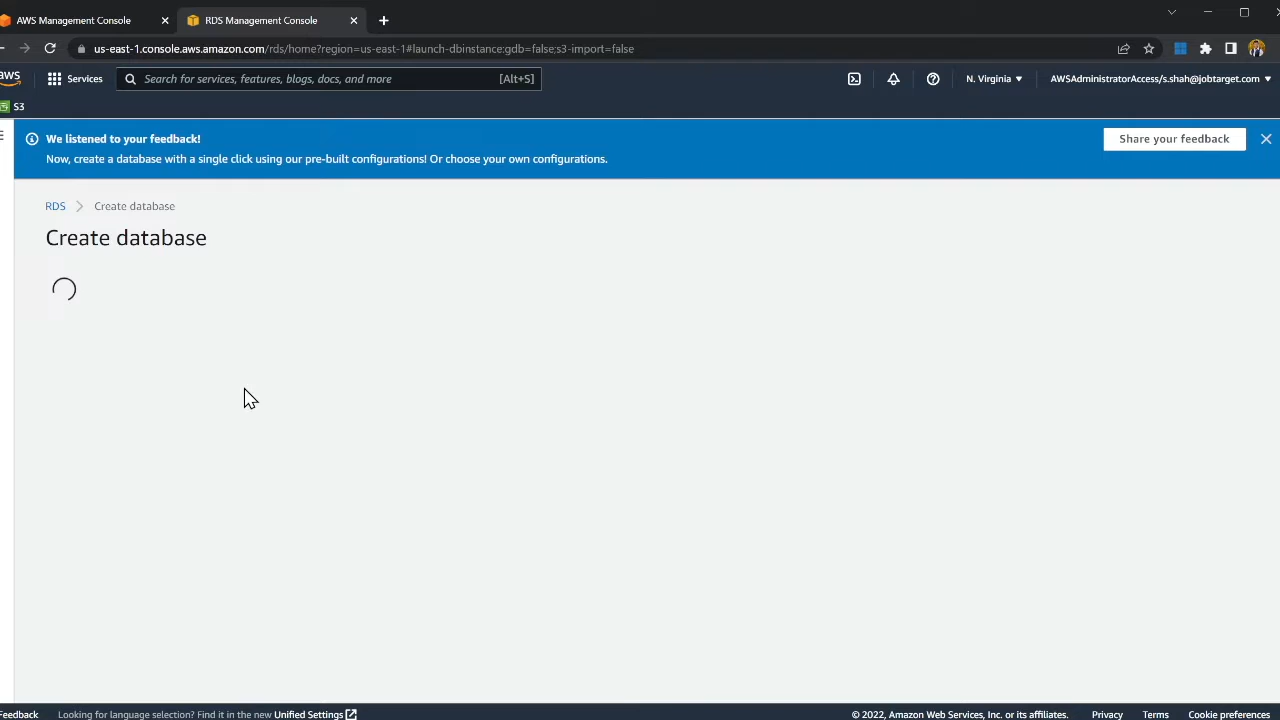 AWS Management Console
RDS Management Console
us-east-1.console.aws.amazon.com/rds/home?region=us-east-1#launch-dbinstance:gdb=false;s3-import=false
aws
Services
Search for services, features, blogs, docs, and more
[Alt+S]
N. Virginia
AWSAdministratorAccess/s.shah@jobtarget.com
S3
We listened to your feedback!
Now, create a database with a single click using our pre-built configurations! Or choose your own configurations.
Share your feedback
RDS
Create database
Create database
Feedback
Looking for language selection? Find it in the new Unified Settings
© 2022, Amazon Web Services, Inc. or its affiliates.
Privacy
Terms
Cookie preferences